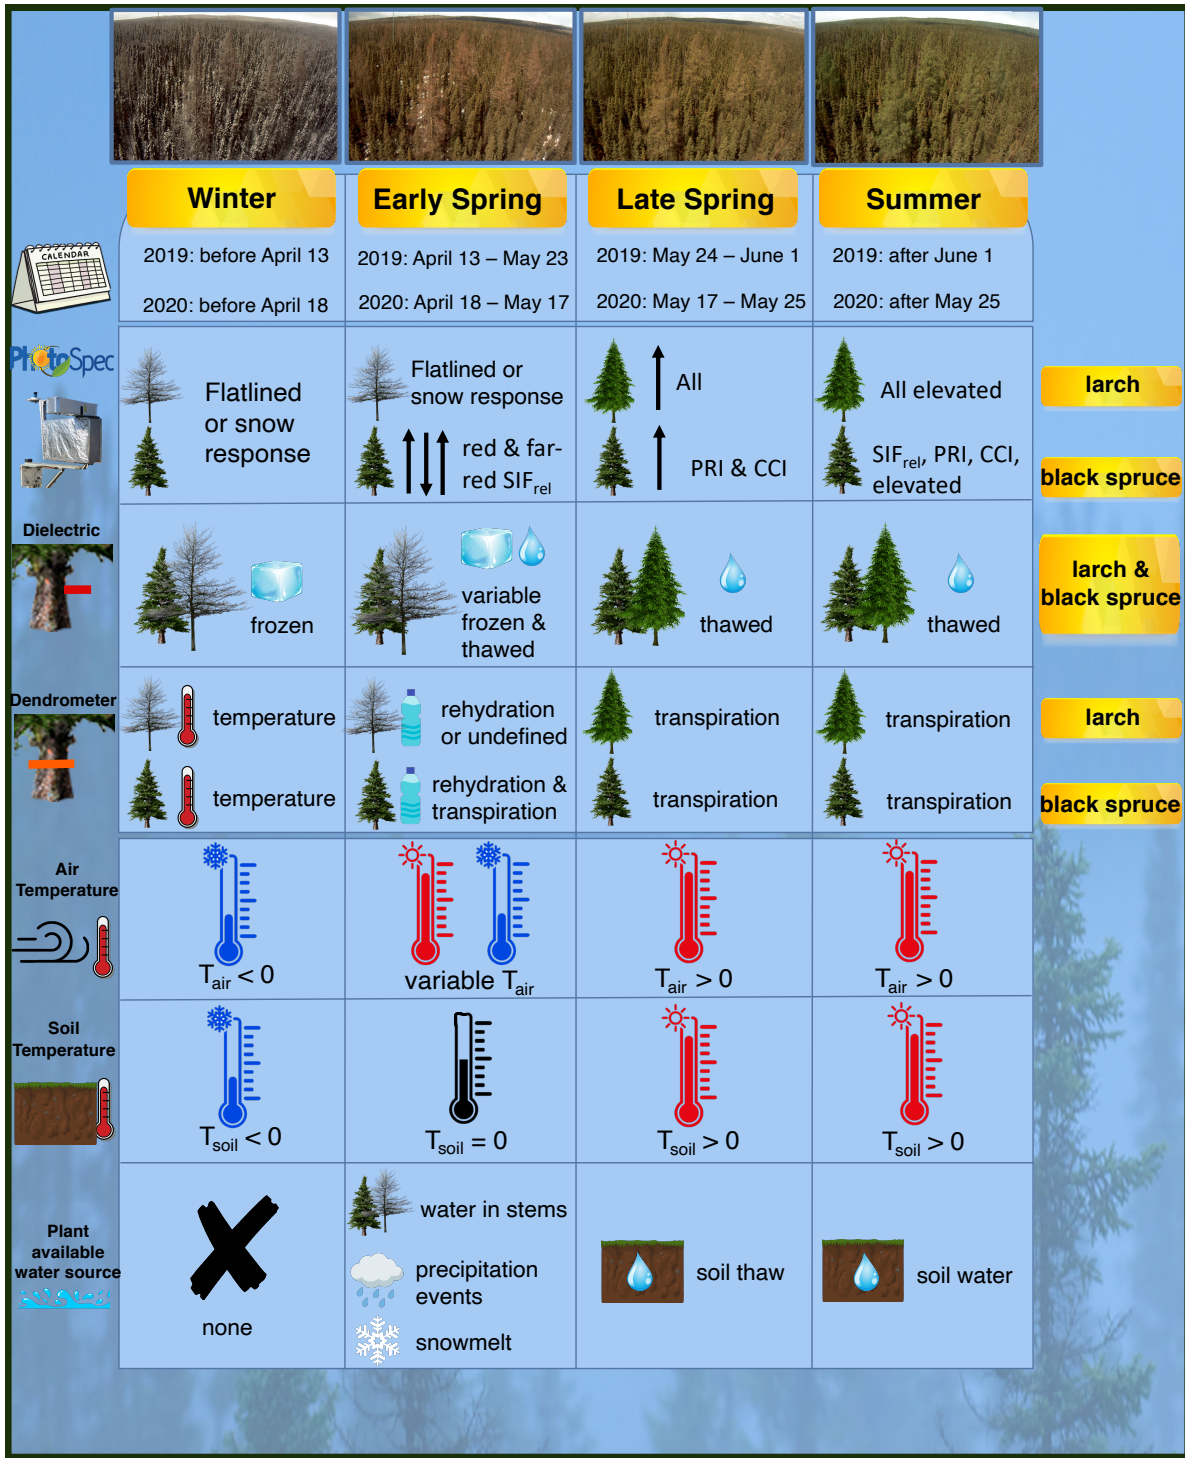 Winter
Early Spring
Late Spring
Summer
CALENDAR
2019: before April 13
2019: April 13 – May 23
2019: May 24 – June 1
2019: after June 1
2020: before April 18
2020: April 18 – May 17
2020: May 17 – May 25
2020: after May 25
PhotoSpec
Flatlined
or snow
response
Flatlined or
snow response
red & far-
red SIFrel
All
PRI & CCI
All elevated
SIFrel, PRI, CCI,
elevated
larch
black spruce
Dielectric
frozen
variable
frozen &
thawed
thawed
thawed
larch &
black spruce
Dendrometer
temperature
rehydration
or undefined
transpiration
transpiration
larch
temperature
rehydration &
transpiration
transpiration
transpiration
black spruce
Air
Temperature
Tair < 0
variable Tair
Tair > 0
Tair > 0
Soil
Temperature
Tsoil < 0
Tsoil = 0
Tsoil > 0
Tsoil > 0
Plant
available
water source
none
water in stems
precipitation
events
snowmelt
soil thaw
soil water